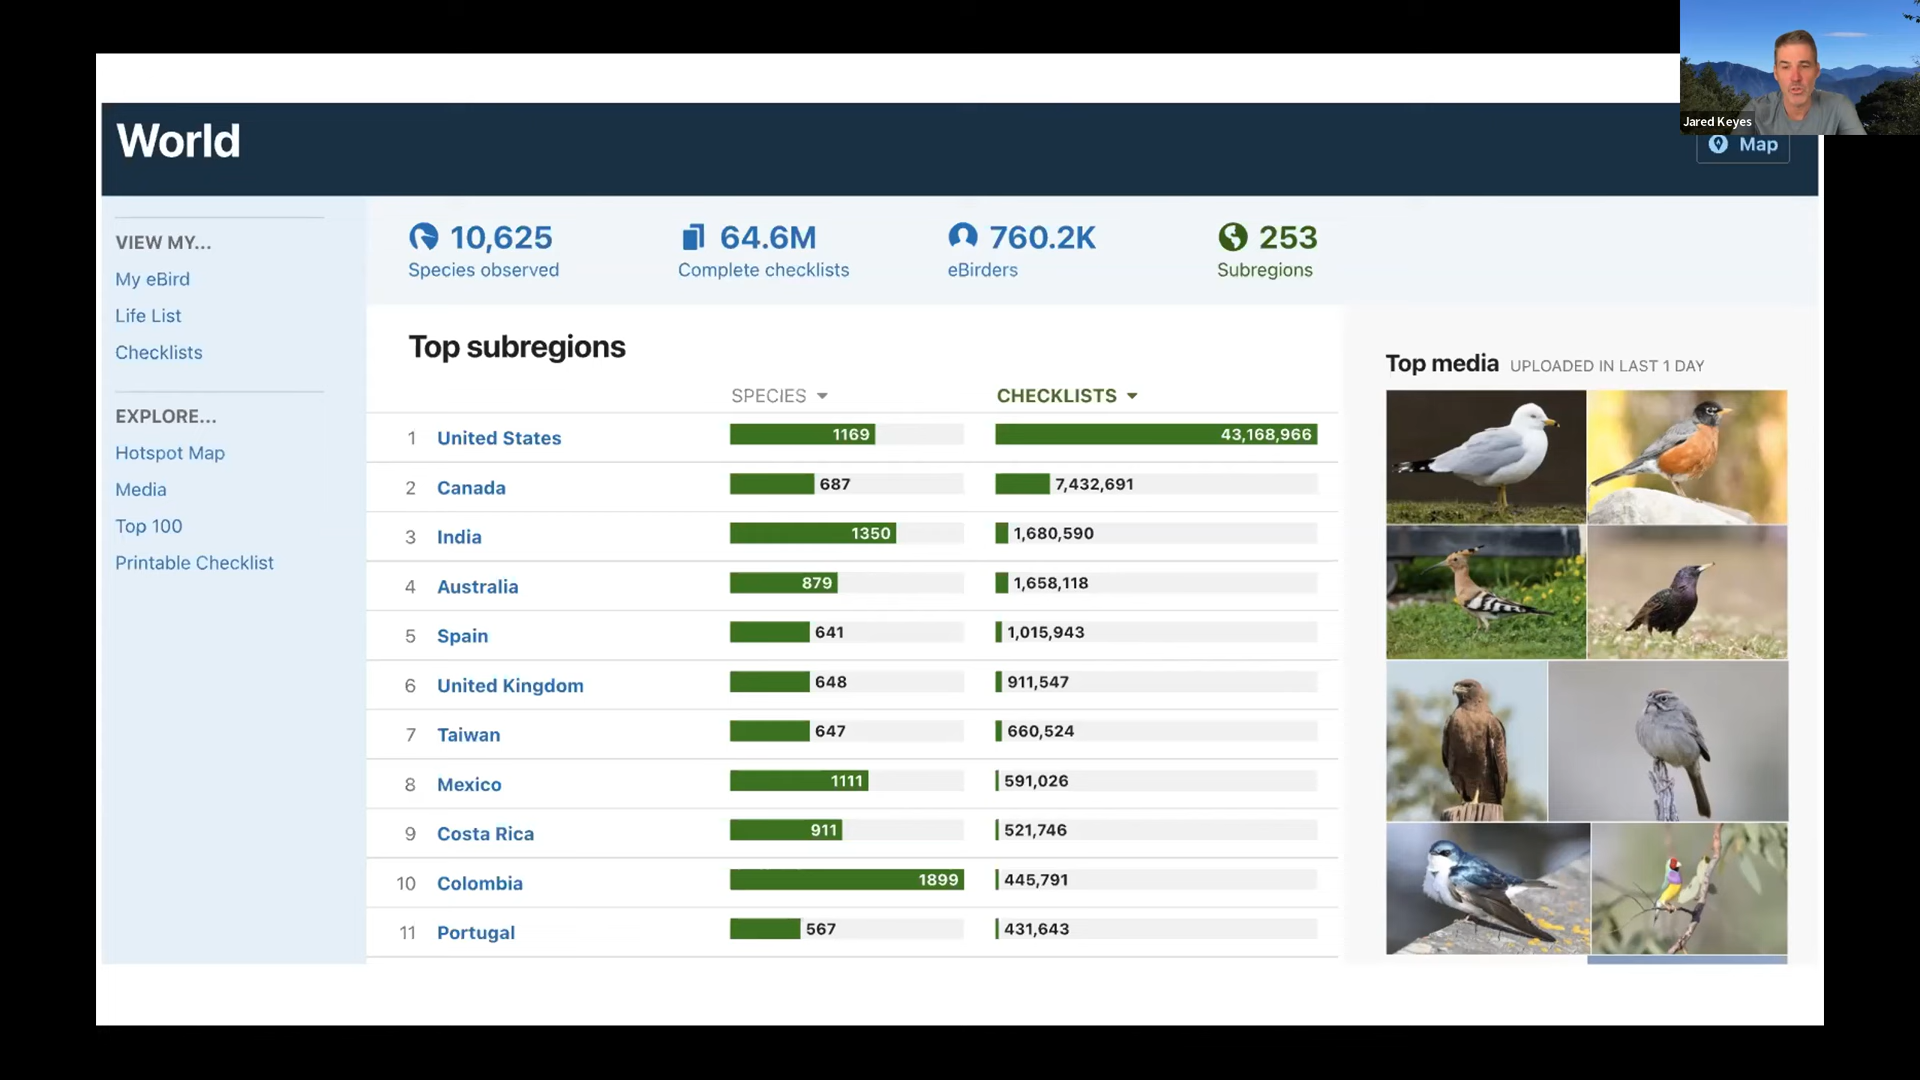 Jared Keyes
World
Map
VIEW MY...
My eBird
Life List
Checklists
EXPLORE...
Hotspot Map
Media
Top 100
Printable Checklist
10,625
Species observed
64.6M
Complete checklists
760.2K
eBirders
253
Subregions
Top subregions
SPECIES CHECKLISTS
1 United States 1169 43,168,966
2 Canada 687 7,432,691
3 India 1350 1,680,590
4 Australia 879 1,658,118
5 Spain 641 1,015,943
6 United Kingdom 648 911,547
7 Taiwan 647 660,524
8 Mexico 1111 591,026
9 Costa Rica 911 521,746
10 Colombia 1899 445,791
11 Portugal 567 431,643
Top media UPLOADED IN LAST 1 DAY